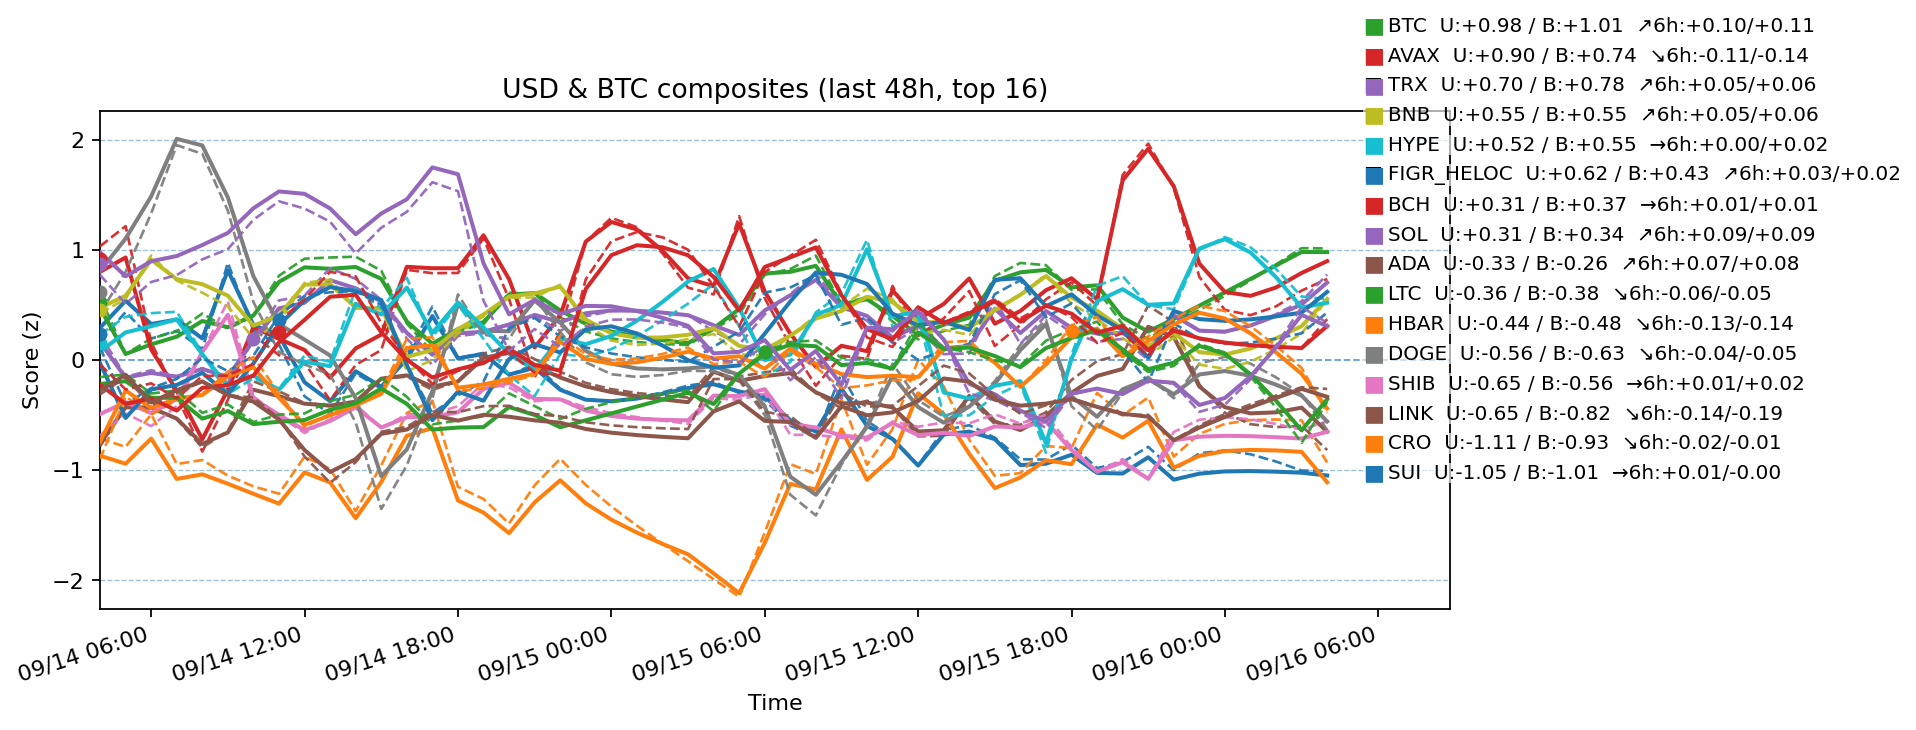 USD & BTC composites (last 48h, top 16)
BTC  U:+0.98 / B:+1.01  ↗6h:+0.10/+0.11
AVAX  U:+0.90 / B:+0.74  ↘6h:-0.11/-0.14
TRX  U:+0.70 / B:+0.78  ↗6h:+0.05/+0.06
BNB  U:+0.55 / B:+0.55  ↗6h:+0.05/+0.06
HYPE  U:+0.52 / B:+0.55  →6h:+0.00/+0.02
FIGR_HELOC  U:+0.62 / B:+0.43  ↗6h:+0.03/+0.02
BCH  U:+0.31 / B:+0.37  →6h:+0.01/+0.01
SOL  U:+0.31 / B:+0.34  ↗6h:+0.09/+0.09
ADA  U:-0.33 / B:-0.26  ↗6h:+0.07/+0.08
LTC  U:-0.36 / B:-0.38  ↘6h:-0.06/-0.05
HBAR  U:-0.44 / B:-0.48  ↘6h:-0.13/-0.14
DOGE  U:-0.56 / B:-0.63  ↘6h:-0.04/-0.05
SHIB  U:-0.65 / B:-0.56  →6h:+0.01/+0.02
LINK  U:-0.65 / B:-0.82  ↘6h:-0.14/-0.19
CRO  U:-1.11 / B:-0.93  ↘6h:-0.02/-0.01
SUI  U:-1.05 / B:-1.01  →6h:+0.01/-0.00
Score (z)
2
1
0
−1
−2
09/14 06:00
09/14 12:00
09/14 18:00
09/15 00:00
09/15 06:00
09/15 12:00
09/15 18:00
09/16 00:00
09/16 06:00
Time